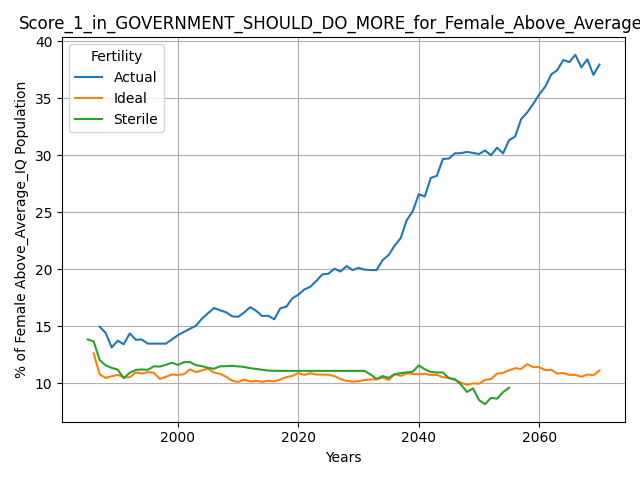 Score_1_in_GOVERNMENT_SHOULD_DO_MORE_for_Female_Above_Average
Fertility
Actual
Ideal
Sterile
% of Female Above_Average_IQ Population
40
35
30
25
20
15
10
2000
2020
2040
2060
Years